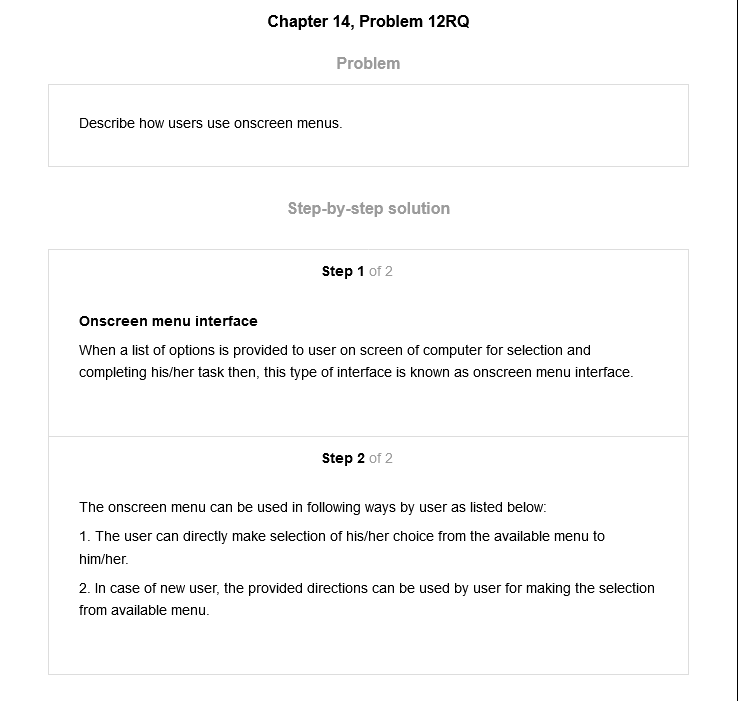 Chapter 14, Problem 12RQ
Problem
Describe how users use onscreen menus.
Step-by-step solution
Step 1 of 2
Onscreen menu interface
When a list of options is provided to user on screen of computer for selection and
completing his/her task then, this type of interface is known as onscreen menu interface.
Step 2 of 2
The onscreen menu can be used in following ways by user as listed below:
1. The user can directly make selection of his/her choice from the available menu to
him/her.
2. In case of new user, the provided directions can be used by user for making the selection
from available menu.